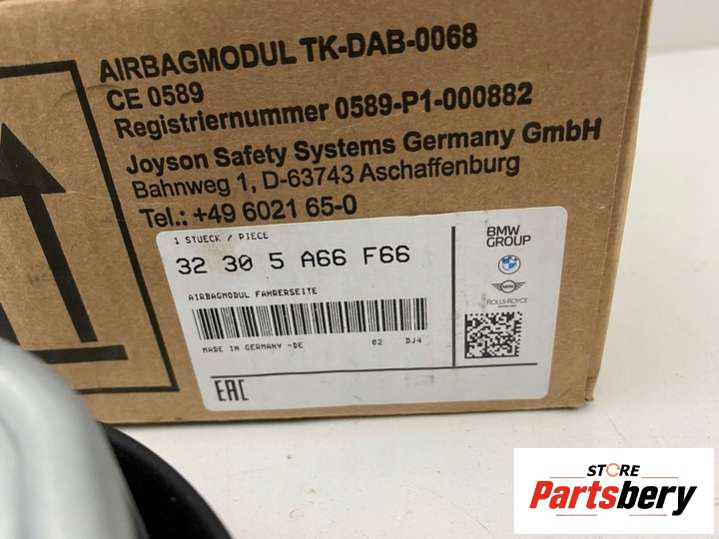 AIRBAGMODUL TK-DAB-0068
CE 0589
Registriernummer 0589-P1-000882
Joyson Safety Systems Germany GmbH
Bahnweg 1, D-63743 Aschaffenburg
Tel.: +49 6021 65-0
1 STUECK / PIECE
32 30 5 A66 F66
AIRBAGMODUL FAHRERSEITE
MADE IN GERMANY -DE 02 DJ4
EAC
BMW
GROUP
MINI
ROLLS-ROYCE
STORE
Partsbery